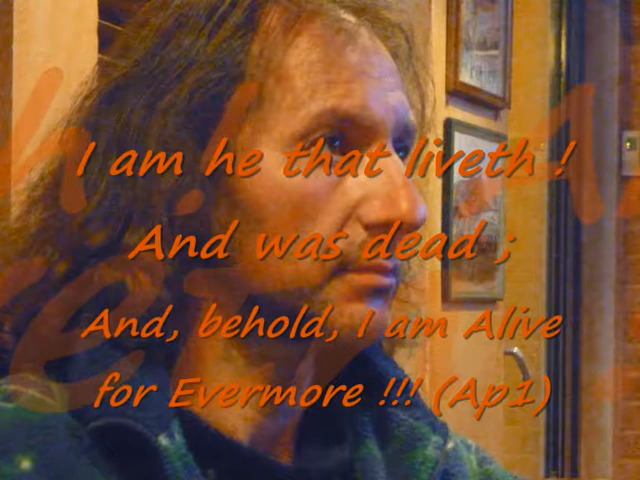 I am he that liveth !
And was dead ;
And, behold, I am Alive
for Evermore !!! (Ap1)